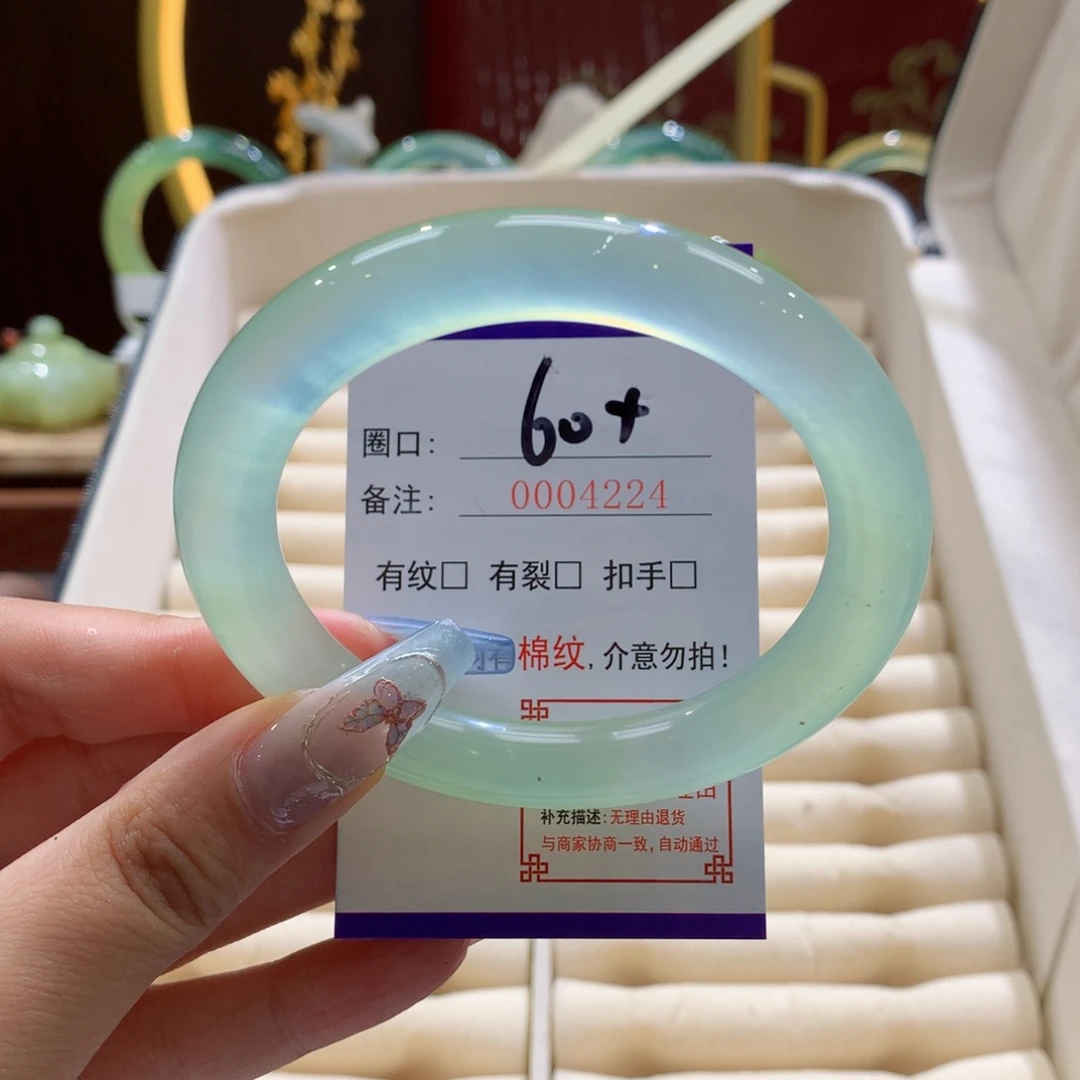 圈口: 60+
备注: 0004224
有纹□ 有裂□ 扣手□
棉纹, 介意勿拍!
补充描述: 无理由退货
与商家协商一致, 自动通过